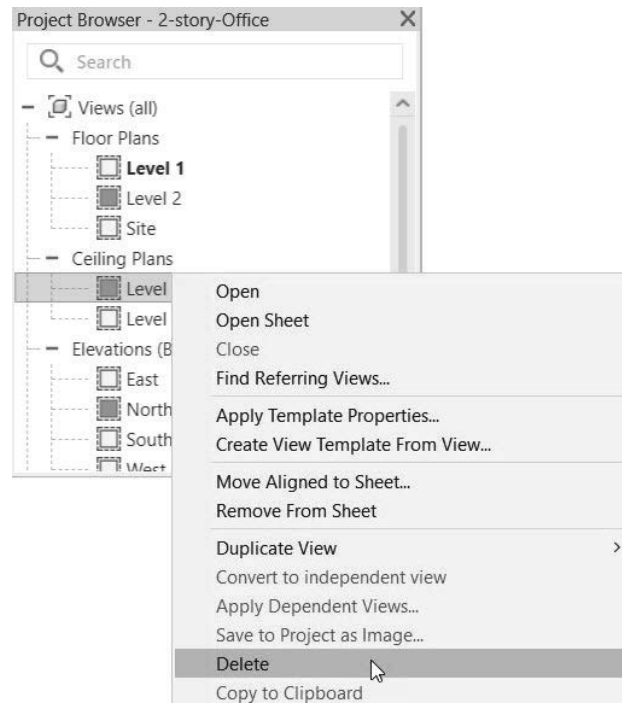 Project Browser - 2-story-Office
Search
Views (all)
Floor Plans
Level 1
Level 2
Site
Ceiling Plans
Level
Level
Elevations (B
East
North
South
West
Open
Open Sheet
Close
Find Referring Views...
Apply Template Properties...
Create View Template From View...
Move Aligned to Sheet...
Remove From Sheet
Duplicate View
Convert to independent view
Apply Dependent Views...
Save to Project as Image...
Delete
Copy to Clipboard